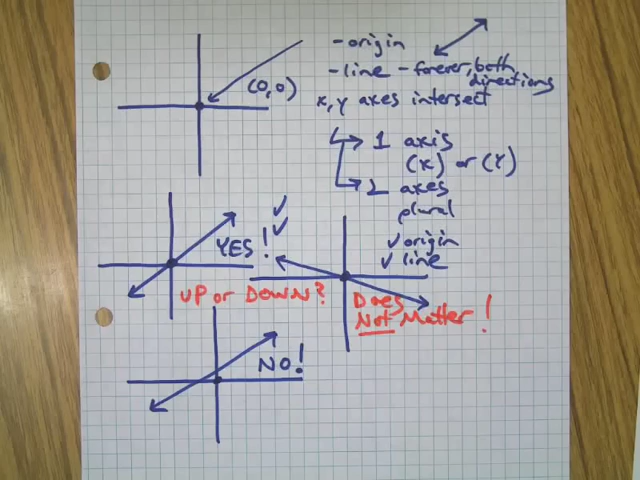 - origin
(0,0)
- line - forever, both directions
x, y axes intersect
1 axis
(X) or (Y)
2 axes
plural
YES!
✓ origin
✓ line
UP or DOWN?
Does Not Matter!
NO!